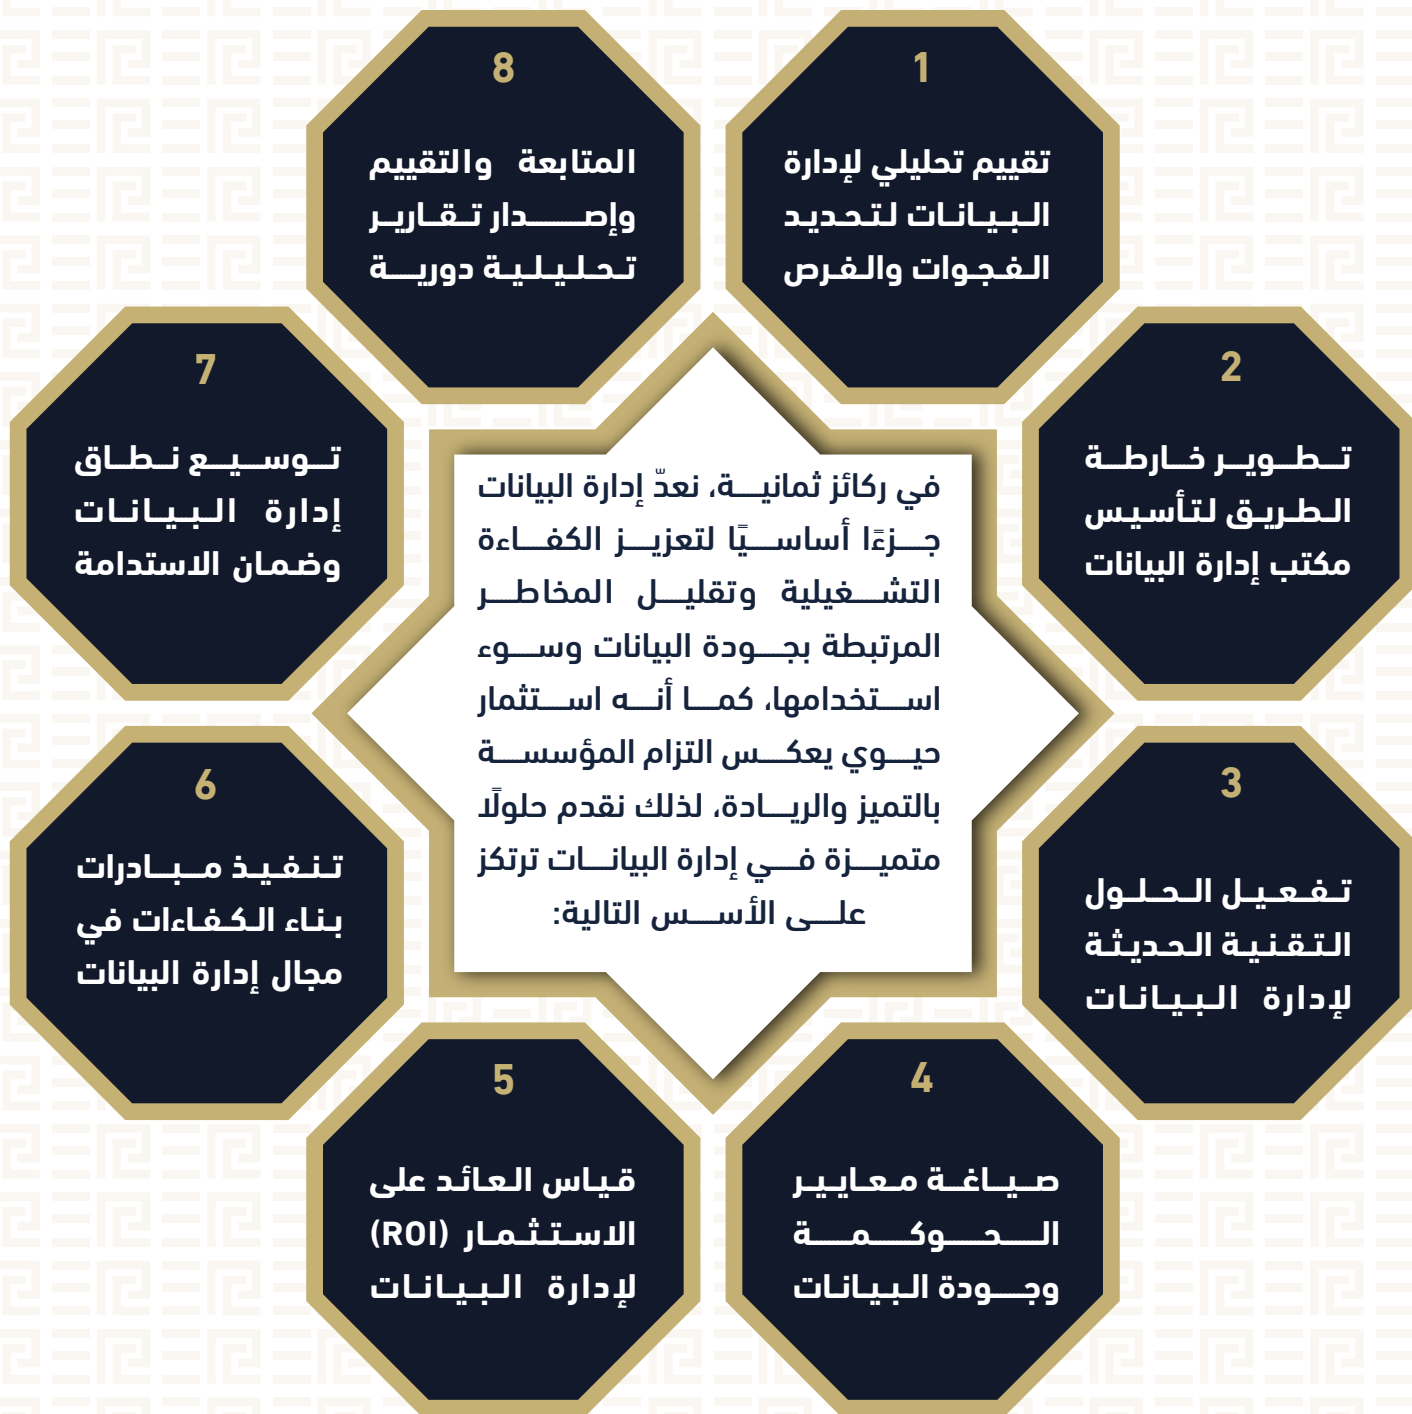 في ركائز ثمانية، نعدّ إدارة البيانات
جزءًا أساسيًا لتعزيز الكفاءة
التشغيلية وتقليل المخاطر
المرتبطة بجودة البيانات وسوء
استخدامها، كما أنه استثمار
حيوي يعكس التزام المؤسسة
بالتميز والريادة، لذلك نقدم حلولًا
متميزة في إدارة البيانات ترتكز
على الأسس التالية:
1
تقييم تحليلي لإدارة
البيانات لتحديد
الفجوات والفرص
2
تطوير خارطة
الطريق لتأسيس
مكتب إدارة البيانات
3
تفعيل الحلول
التقنية الحديثة
لإدارة البيانات
4
صياغة معايير
الحوكمة
وجودة البيانات
5
قياس العائد على
الاستثمار (ROI)
لإدارة البيانات
6
تنفيذ مبادرات
بناء الكفاءات في
مجال إدارة البيانات
7
توسيع نطاق
إدارة البيانات
وضمان الاستدامة
8
المتابعة والتقييم
وإصدار تقارير
تحليلية دورية